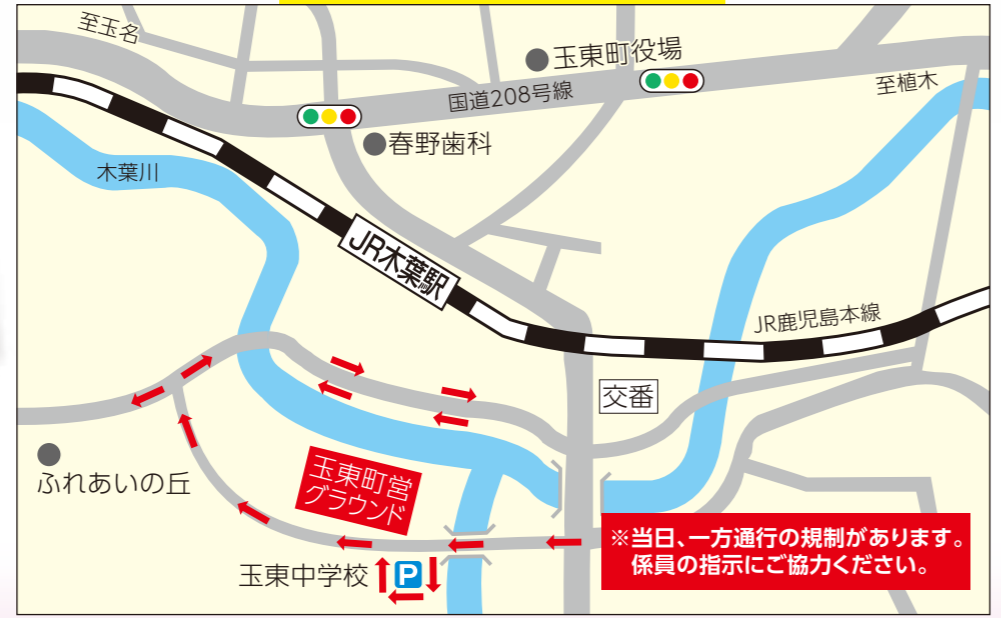 至玉名
玉東町役場
国道208号線
至植木
春野歯科
木葉川
JR木葉駅
JR鹿児島本線
交番
ふれあいの丘
玉東町営
グラウンド
※当日、一方通行の規制があります。
係員の指示にご協力ください。
玉東中学校
P